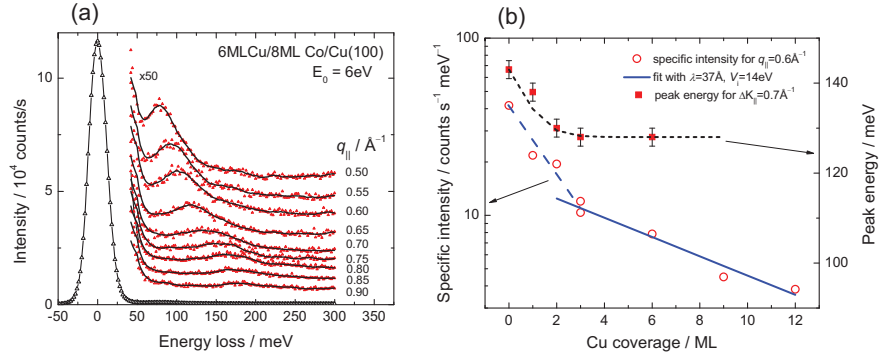 (a)
6MLCu/8ML Co/Cu(100)
E0 = 6eV
x50
q|| / Å-1
0.50
0.55
0.60
0.65
0.70
0.75
0.80
0.85
0.90
Intensity / 10^4 counts/s
0
5
10
-50
0
50
100
150
200
250
300
350
Energy loss / meV
(b)
specific intensity for q||=0.6Å-1
fit with λ=37Å, Vi=14eV
peak energy for ΔK||=0.7Å-1
Specific intensity / counts s-1 meV-1
100
10
Peak energy / meV
140
120
100
0
2
4
6
8
10
12
Cu coverage / ML